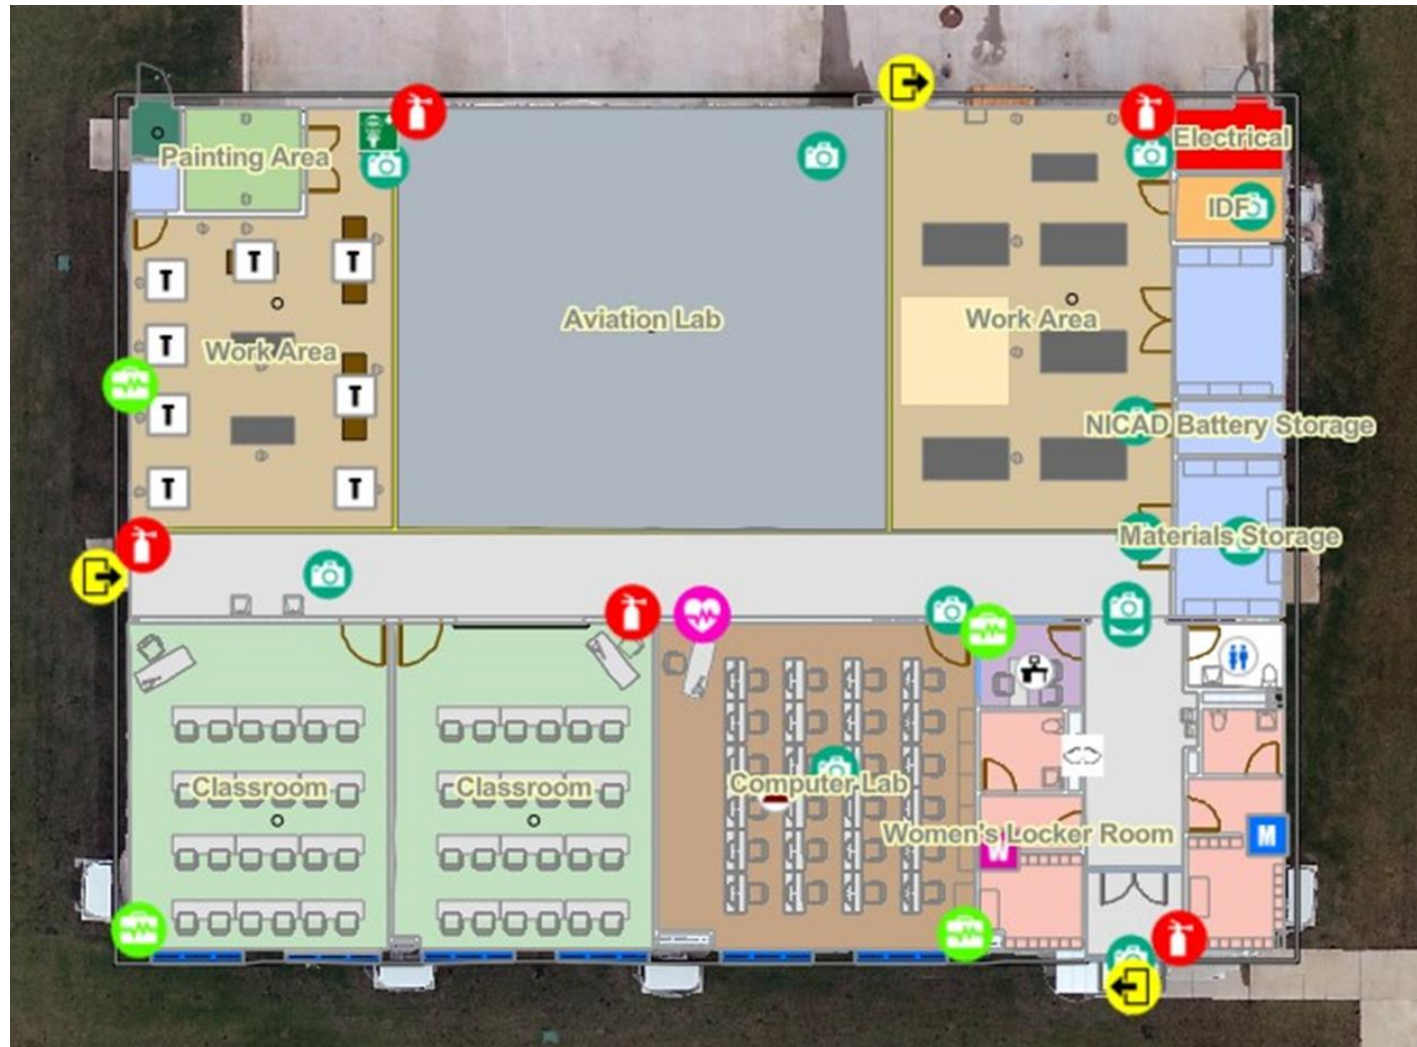 Electrical
Painting Area
IDF
T
T
T
Aviation Lab
Work Area
T
Work Area
T
T
NICAD Battery Storage
T
T
Materials Storage
Computer Lab
Classroom
Classroom
Women's Locker Room
M
W